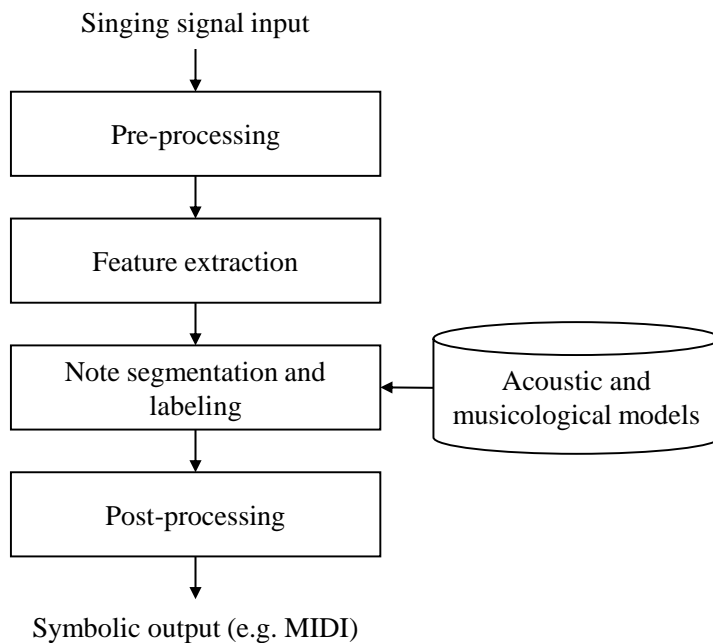 Singing signal input
Pre-processing
Feature extraction
Note segmentation and
labeling
Acoustic and
musicological models
Post-processing
Symbolic output (e.g. MIDI)